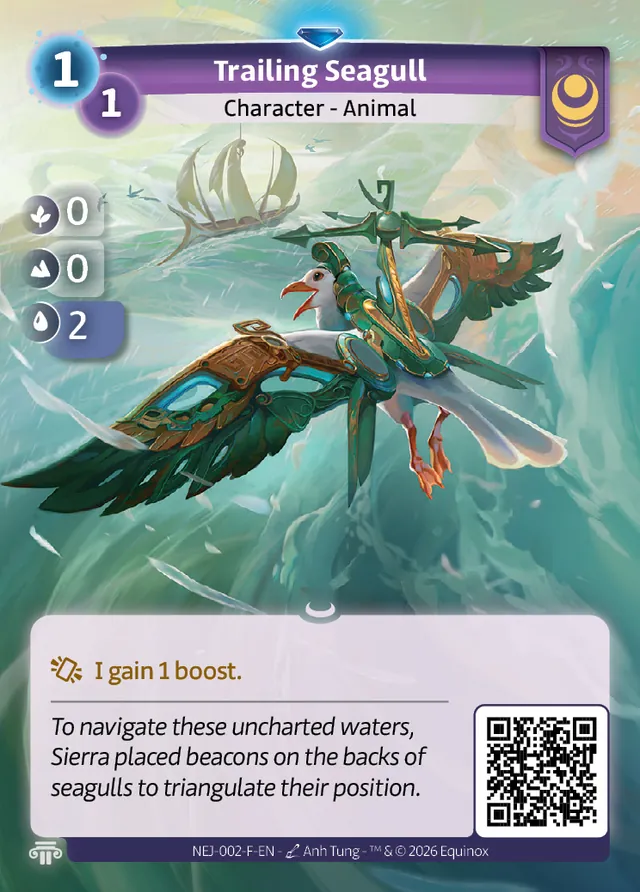 1
Trailing Seagull
1
Character - Animal
0
0
2
I gain 1 boost.
To navigate these uncharted waters,
Sierra placed beacons on the backs of
seagulls to triangulate their position.
NEJ-002-F-EN - Anh Tung - ™ & © 2026 Equinox